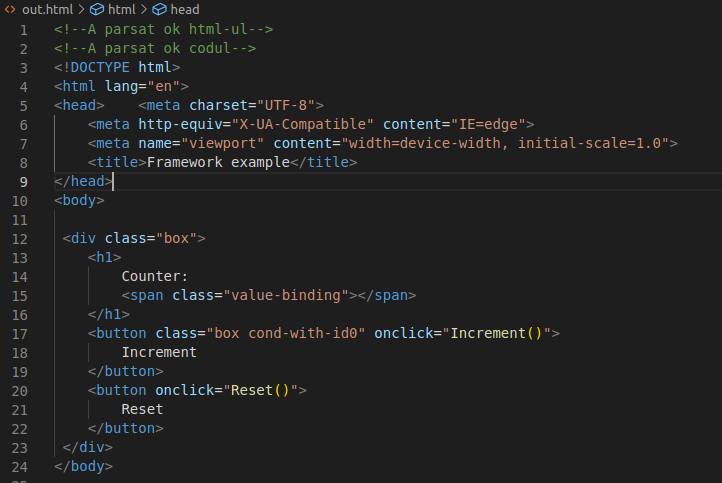 out.html > html > head
1 <!--A parsat ok html-ul-->
2 <!--A parsat ok codul-->
3 <!DOCTYPE html>
4 <html lang="en">
5 <head>    <meta charset="UTF-8">
6     <meta http-equiv="X-UA-Compatible" content="IE=edge">
7     <meta name="viewport" content="width=device-width, initial-scale=1.0">
8     <title>Framework example</title>
9 </head>
10 <body>
11
12  <div class="box">
13     <h1>
14         Counter:
15         <span class="value-binding"></span>
16     </h1>
17     <button class="box cond-with-id0" onclick="Increment()">
18         Increment
19     </button>
20     <button onclick="Reset()">
21         Reset
22     </button>
23  </div>
24 </body>